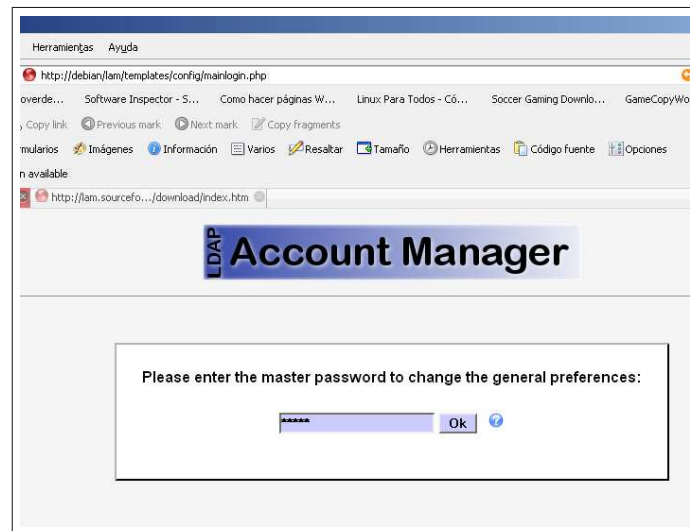 Herramientas Ayuda
http://debian/lam/templates/config/mainlogin.php
overde... Software Inspector - S... Como hacer páginas W... Linux Para Todos - Có... Soccer Gaming Downlo... GameCopyWo
Copy link Previous mark Next mark Copy fragments
rmularios Imágenes Información Varios Resaltar Tamaño Herramientas Código fuente Opciones
n available
http://lam.sourcefo.../download/index.htm
LDAP Account Manager
Please enter the master password to change the general preferences:
***** Ok ?